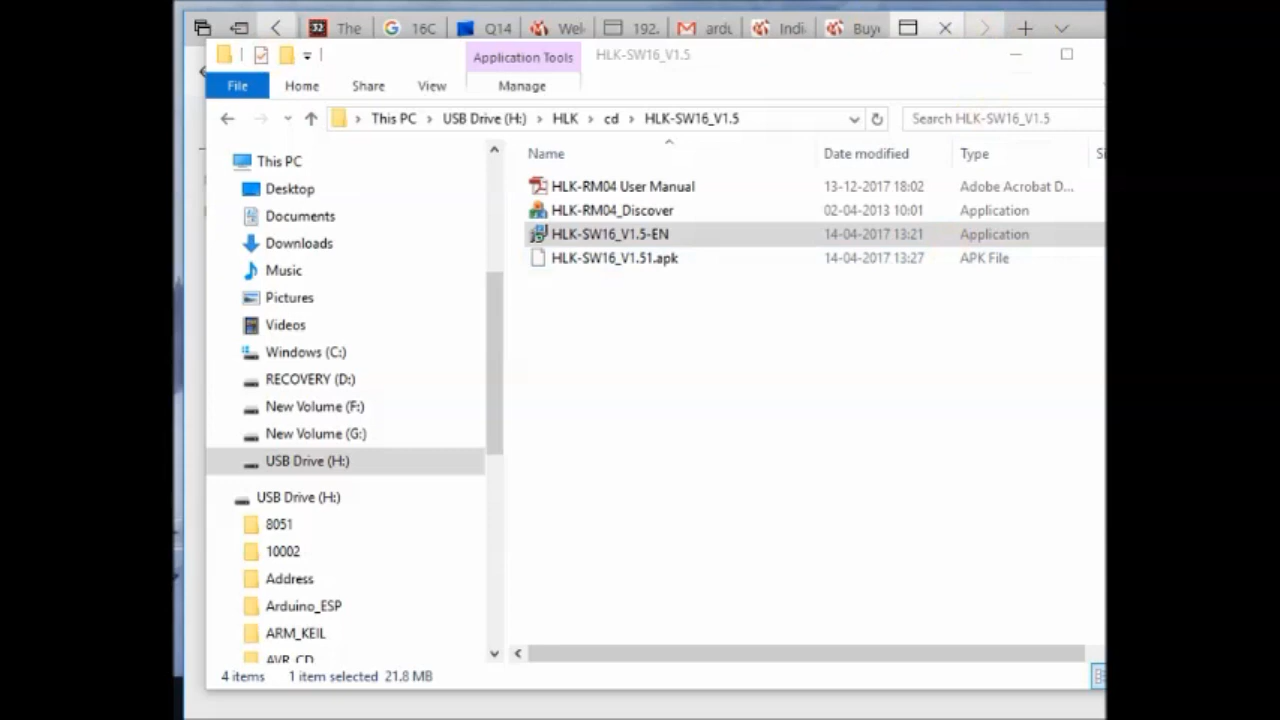 32 The
16C
Q14
Wel
192.
ardu
Indi
Buy
Application Tools
HLK-SW16_V1.5
File
Home
Share
View
Manage
This PC > USB Drive (H:) > HLK > cd > HLK-SW16_V1.5
Search HLK-SW16_V1.5
Name
Date modified
Type
Si
HLK-RM04 User Manual 13-12-2017 18:02 Adobe Acrobat D...
HLK-RM04_Discover 02-04-2013 10:01 Application
HLK-SW16_V1.5-EN 14-04-2017 13:21 Application
HLK-SW16_V1.51.apk 14-04-2017 13:27 APK File
This PC
Desktop
Documents
Downloads
Music
Pictures
Videos
Windows (C:)
RECOVERY (D:)
New Volume (F:)
New Volume (G:)
USB Drive (H:)
USB Drive (H:)
8051
10002
Address
Arduino_ESP
ARM_KEIL
AVR_CD
4 items 1 item selected 21.8 MB